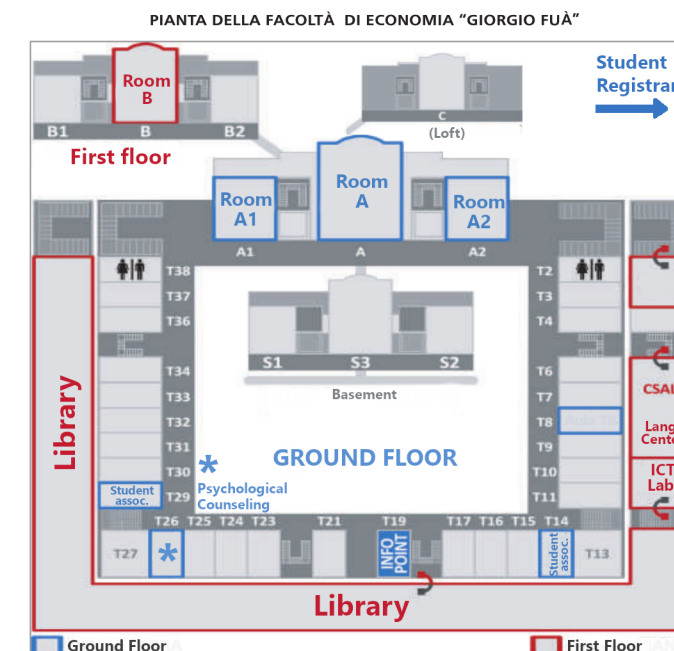 PIANTA DELLA FACOLTÀ DI ECONOMIA “GIORGIO FUÀ”
Student
Registrar
Room
B
B1
B
B2
C
(Loft)
First floor
Room
A1
Room
A
Room
A2
A1
A
A2
T38
T2
T37
T3
T36
T4
S1
S3
S2
Basement
T34
T6
T33
T7
T32
T8
T31
T9
T30
T10
T29
T11
CSAL
Lang
Cente
ICT
Lab
Library
GROUND FLOOR
*
Psychological
Counseling
Student
assoc.
T26
T25
T24
T23
T21
T19
T17
T16
T15
T14
T27
*
INFO
POINT
Student
assoc.
T13
Library
Ground Floor
First Floor